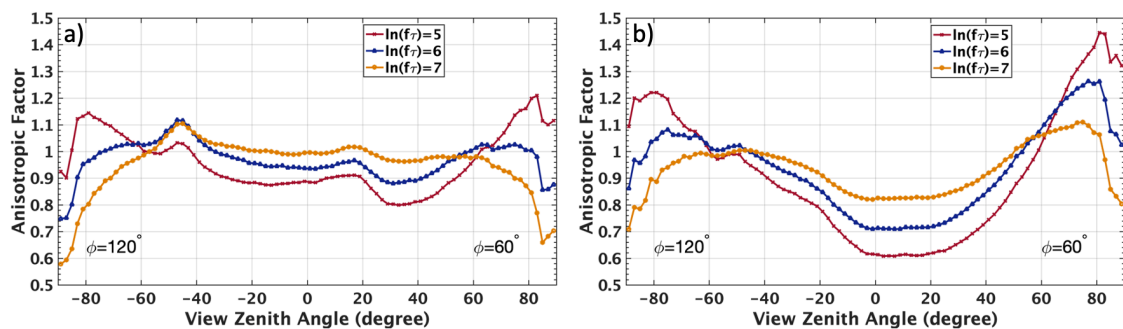 a)
ln(fτ)=5
ln(fτ)=6
ln(fτ)=7
1.5
1.4
1.3
1.2
1.1
1
0.9
0.8
0.7
0.6
0.5
Anisotropic Factor
ϕ=120°
ϕ=60°
-80 -60 -40 -20 0 20 40 60 80
View Zenith Angle (degree)
b)
ln(fτ)=5
ln(fτ)=6
ln(fτ)=7
1.5
1.4
1.3
1.2
1.1
1
0.9
0.8
0.7
0.6
0.5
Anisotropic Factor
ϕ=120°
ϕ=60°
-80 -60 -40 -20 0 20 40 60 80
View Zenith Angle (degree)